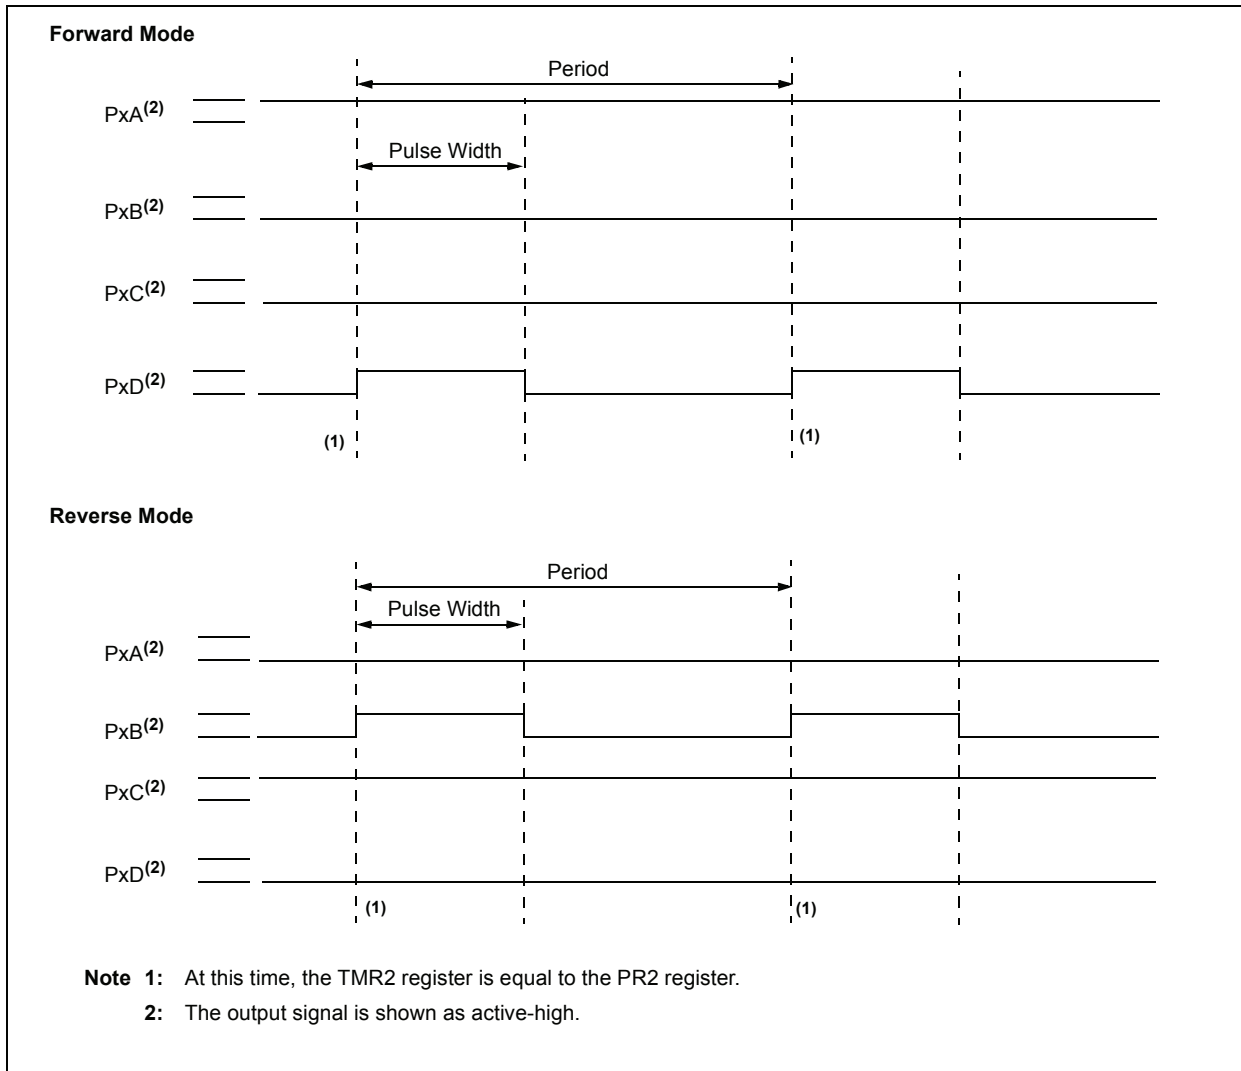 Forward Mode
Period
PxA(2)
Pulse Width
PxB(2)
PxC(2)
PxD(2)
(1)
(1)
Reverse Mode
Period
Pulse Width
PxA(2)
PxB(2)
PxC(2)
PxD(2)
(1)
(1)
Note 1: At this time, the TMR2 register is equal to the PR2 register.
2: The output signal is shown as active-high.